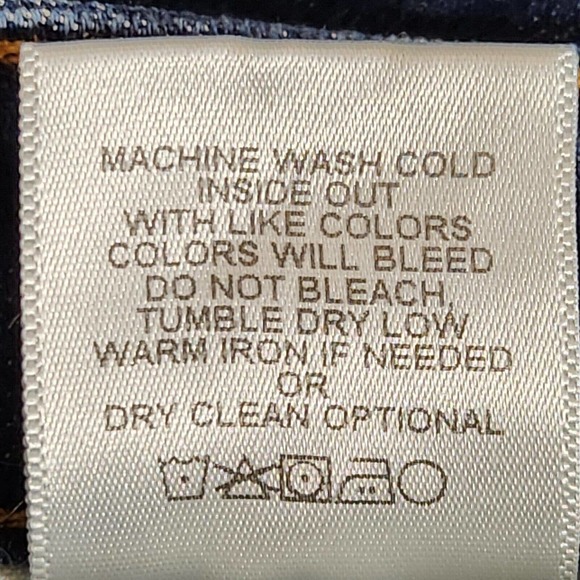 MACHINE WASH COLD
INSIDE OUT
WITH LIKE COLORS
COLORS WILL BLEED
DO NOT BLEACH,
TUMBLE DRY LOW
WARM IRON IF NEEDED
OR
DRY CLEAN OPTIONAL